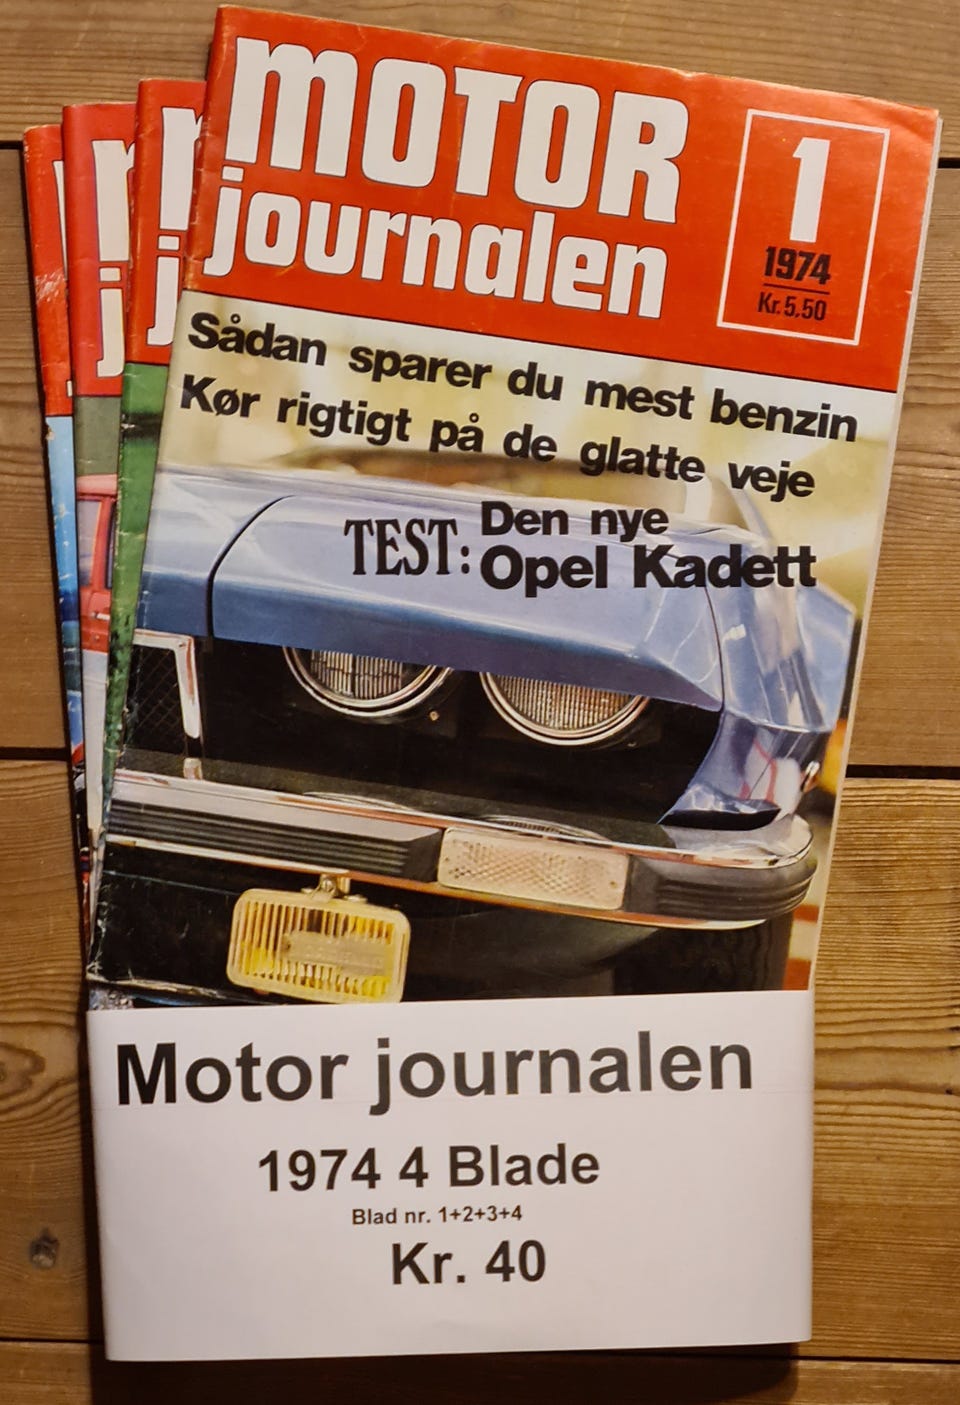 MOTOR
journalen
1
1974
Kr. 5,50
Sådan sparer du mest benzin
Kør rigtigt på de glatte veje
TEST: Den nye
Opel Kadett
Motor journalen
1974 4 Blade
Blad nr. 1+2+3+4
Kr. 40